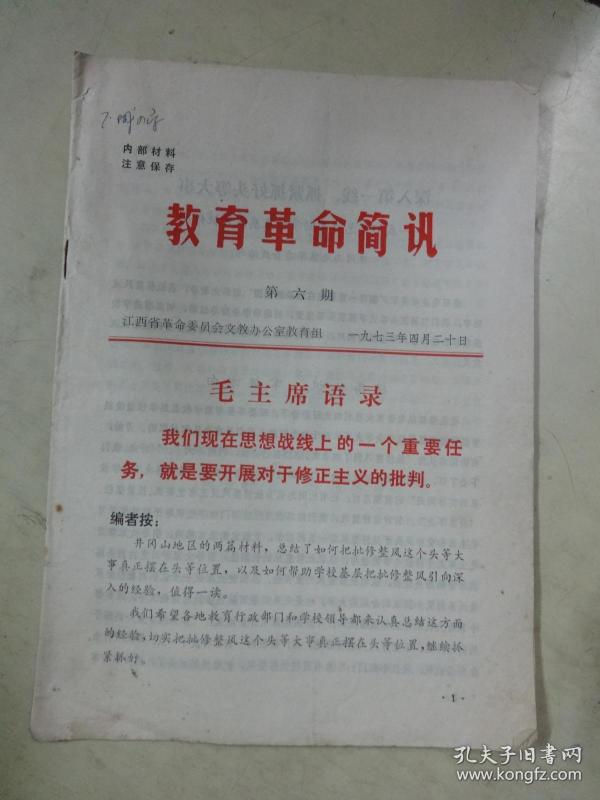 内部材料
注意保存
教育革命简讯
第六期
江西省革命委员会文教办公室教育组 一九七三年四月二十日
毛主席语录
我们现在思想战线上的一个重要任
务，就是要开展对于修正主义的批判。
编者按：
井冈山地区的两篇材料，总结了如何把批修整风这个头等大
事真正摆在头等位置，以及如何帮助学校基层把批修整风引向深
入的经验，值得一读。
我们希望各地教育行政部门和学校领导都来认真总结这方面
的经验，切实把批修整风这个头等大事真正摆在头等位置，继续抓
紧抓好。
·1·
孔夫子旧书网
www.kongfz.com